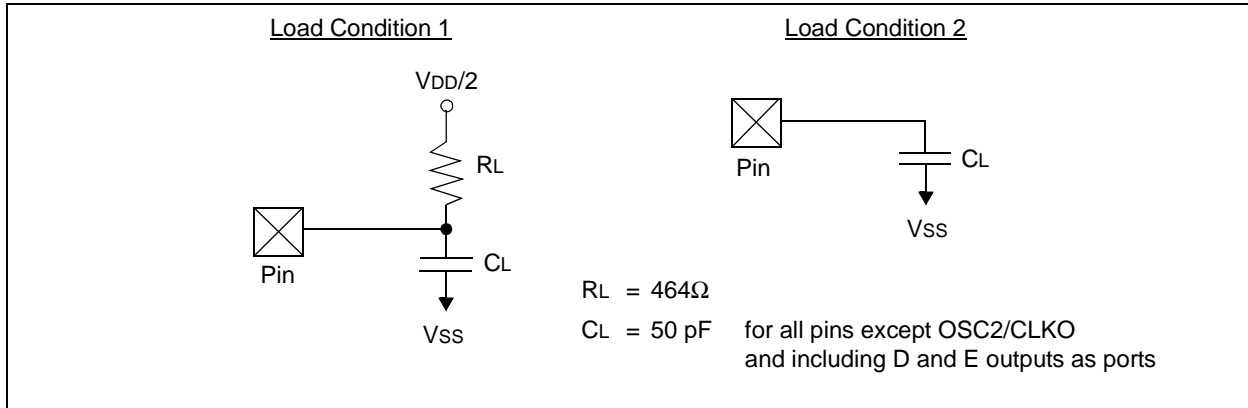 Load Condition 1
VDD/2
RL
Pin
CL
VSS
Load Condition 2
Pin
CL
VSS
RL = 464Ω
CL = 50 pF for all pins except OSC2/CLKO
and including D and E outputs as ports